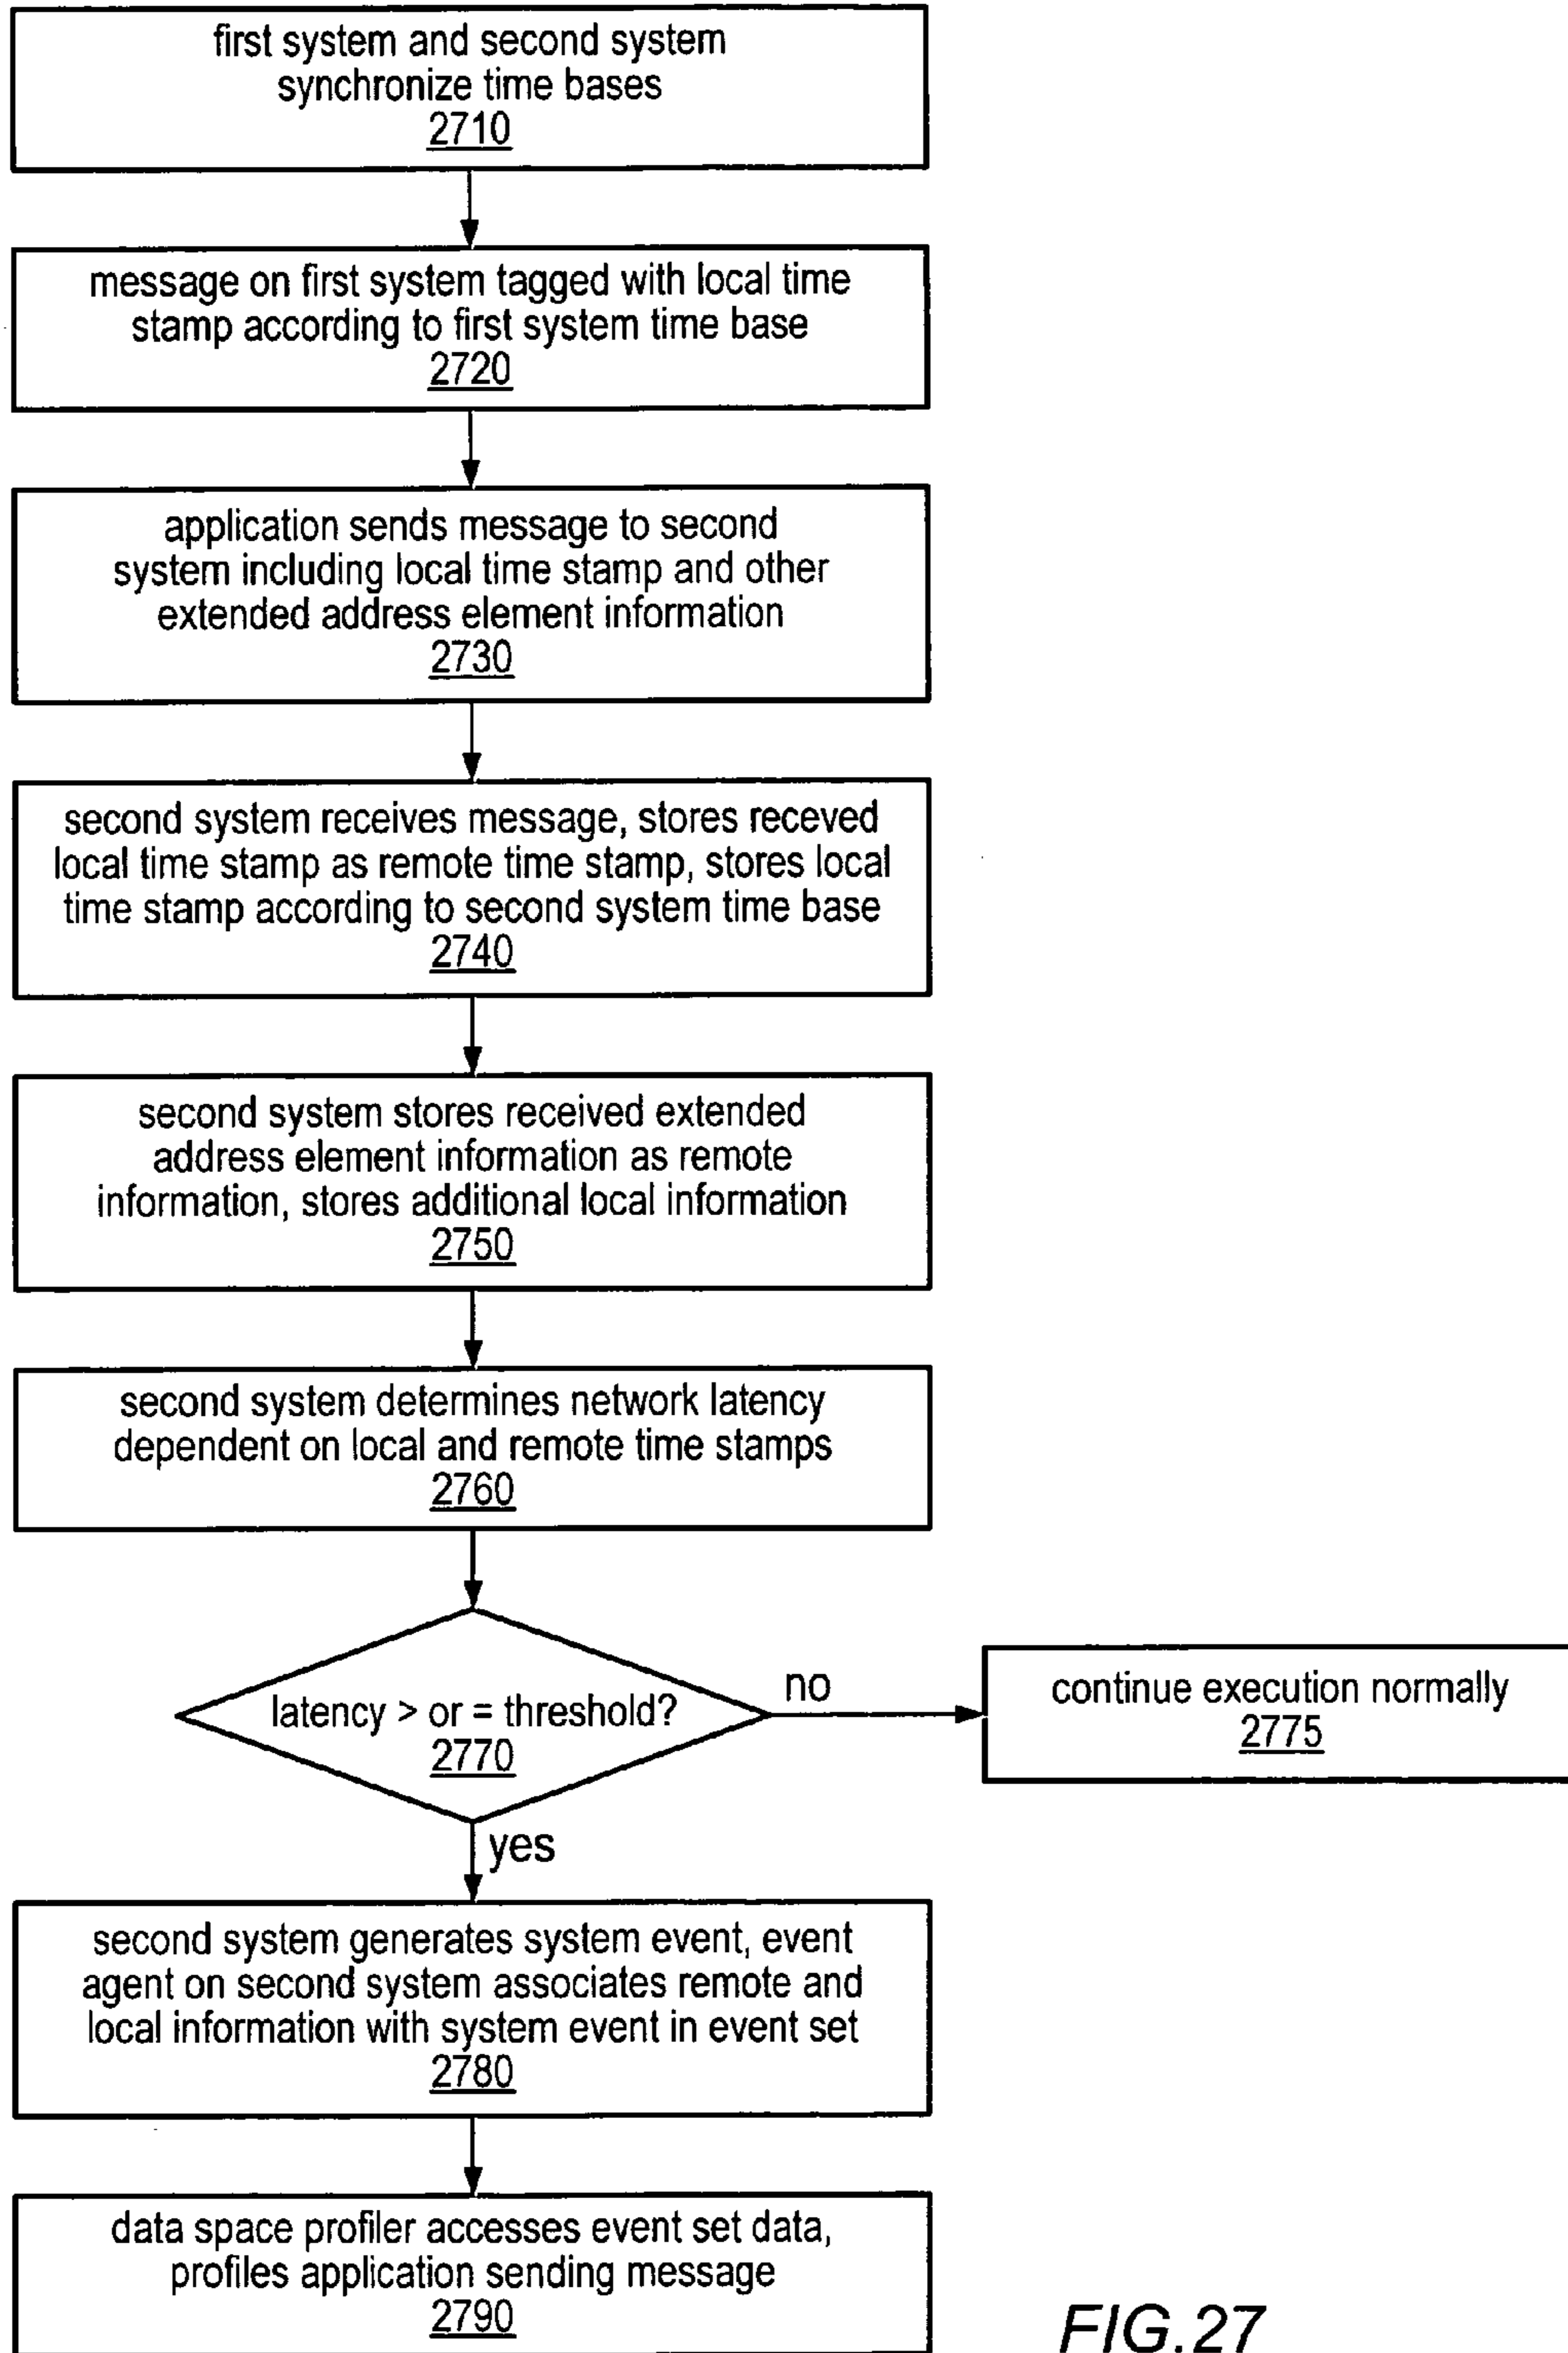 first system and second system
synchronize time bases
2710
message on first system tagged with local time
stamp according to first system time base
2720
application sends message to second
system including local time stamp and other
extended address element information
2730
second system receives message, stores receved
local time stamp as remote time stamp, stores local
time stamp according to second system time base
2740
second system stores received extended
address element information as remote
information, stores additional local information
2750
second system determines network latency
dependent on local and remote time stamps
2760
latency > or = threshold?
2770
no
continue execution normally
2775
yes
second system generates system event, event
agent on second system associates remote and
local information with system event in event set
2780
data space profiler accesses event set data,
profiles application sending message
2790
FIG.27